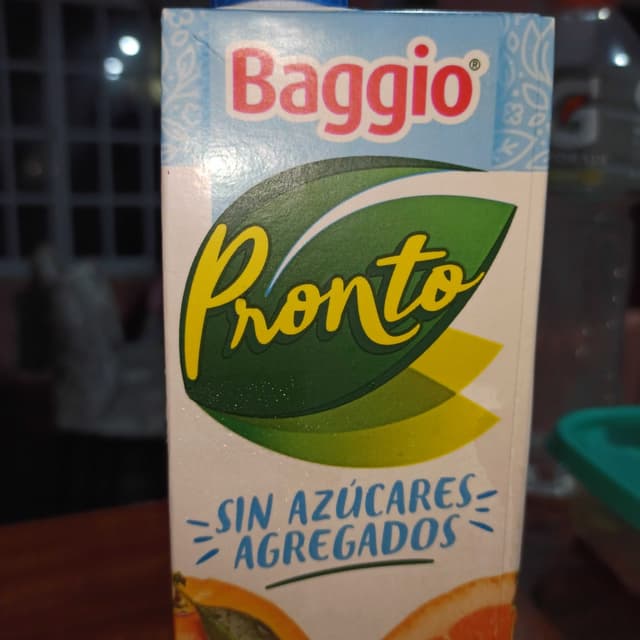 Baggio®
Pronto
SIN AZÚCARES
AGREGADOS
G